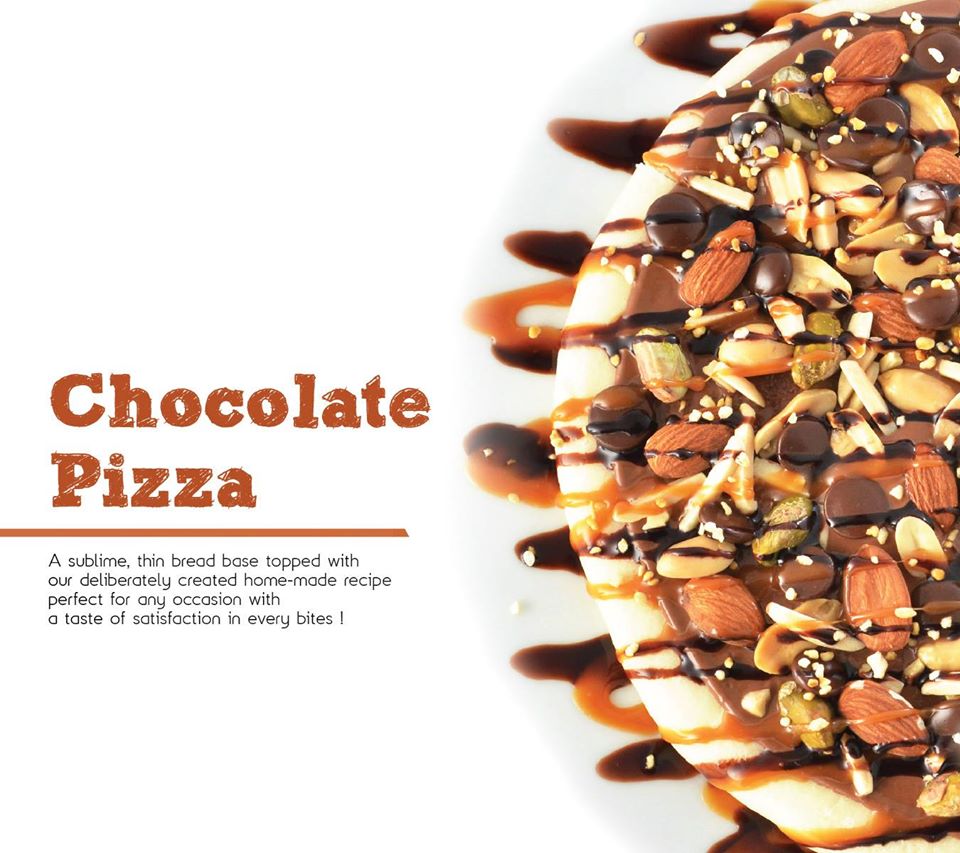 Chocolate
Pizza
A sublime, thin bread base topped with
our deliberately created home-made recipe
perfect for any occasion with
a taste of satisfaction in every bites !